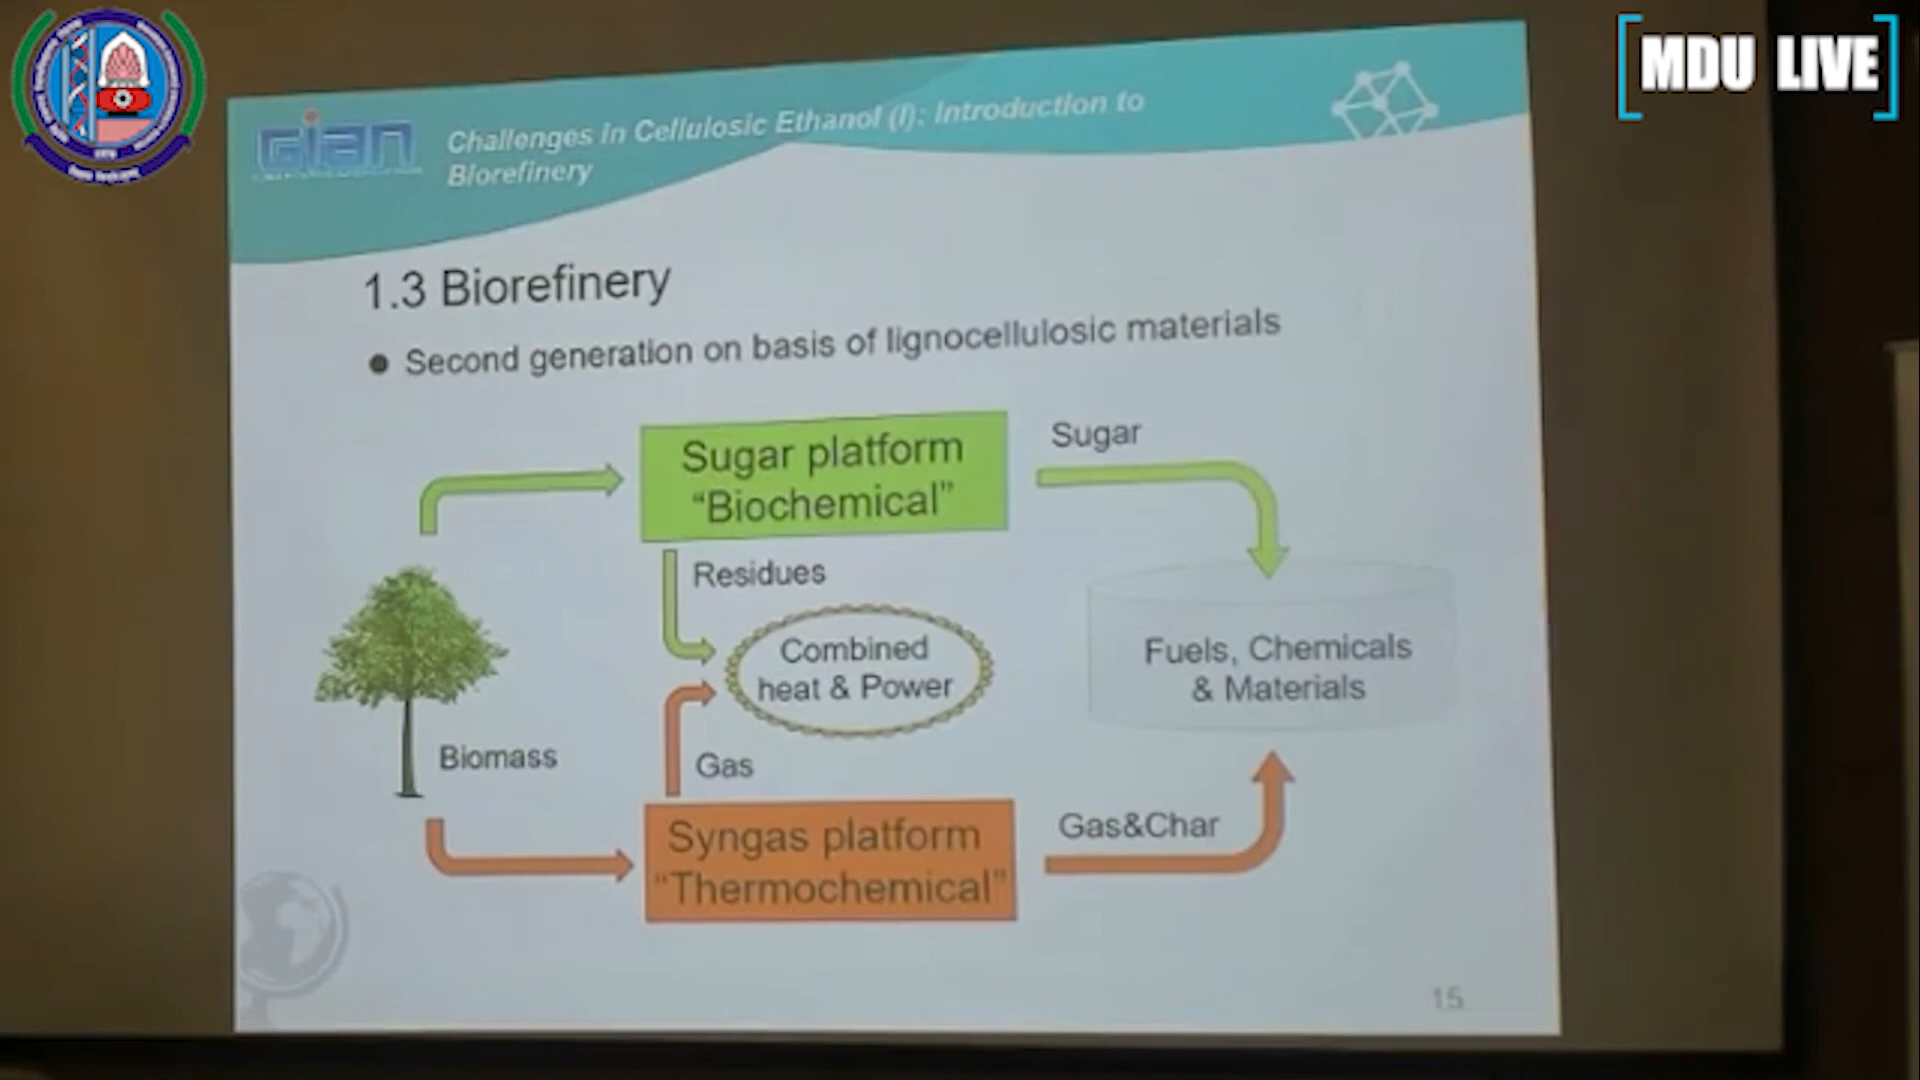 MDU LIVE
GIAN
Challenges in Cellulosic Ethanol (I): Introduction to
Biorefinery
1.3 Biorefinery
● Second generation on basis of lignocellulosic materials
Sugar platform
“Biochemical”
Sugar
Residues
Combined
heat & Power
Fuels, Chemicals
& Materials
Biomass
Gas
Syngas platform
“Thermochemical”
Gas&Char
15